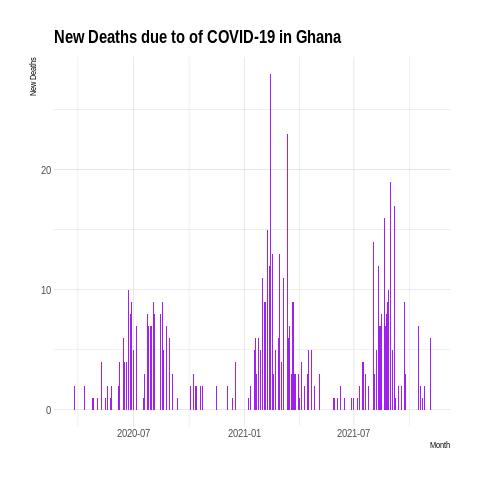 New Deaths due to of COVID-19 in Ghana
New Deaths
20
10
0
2020-07
2021-01
2021-07
Month